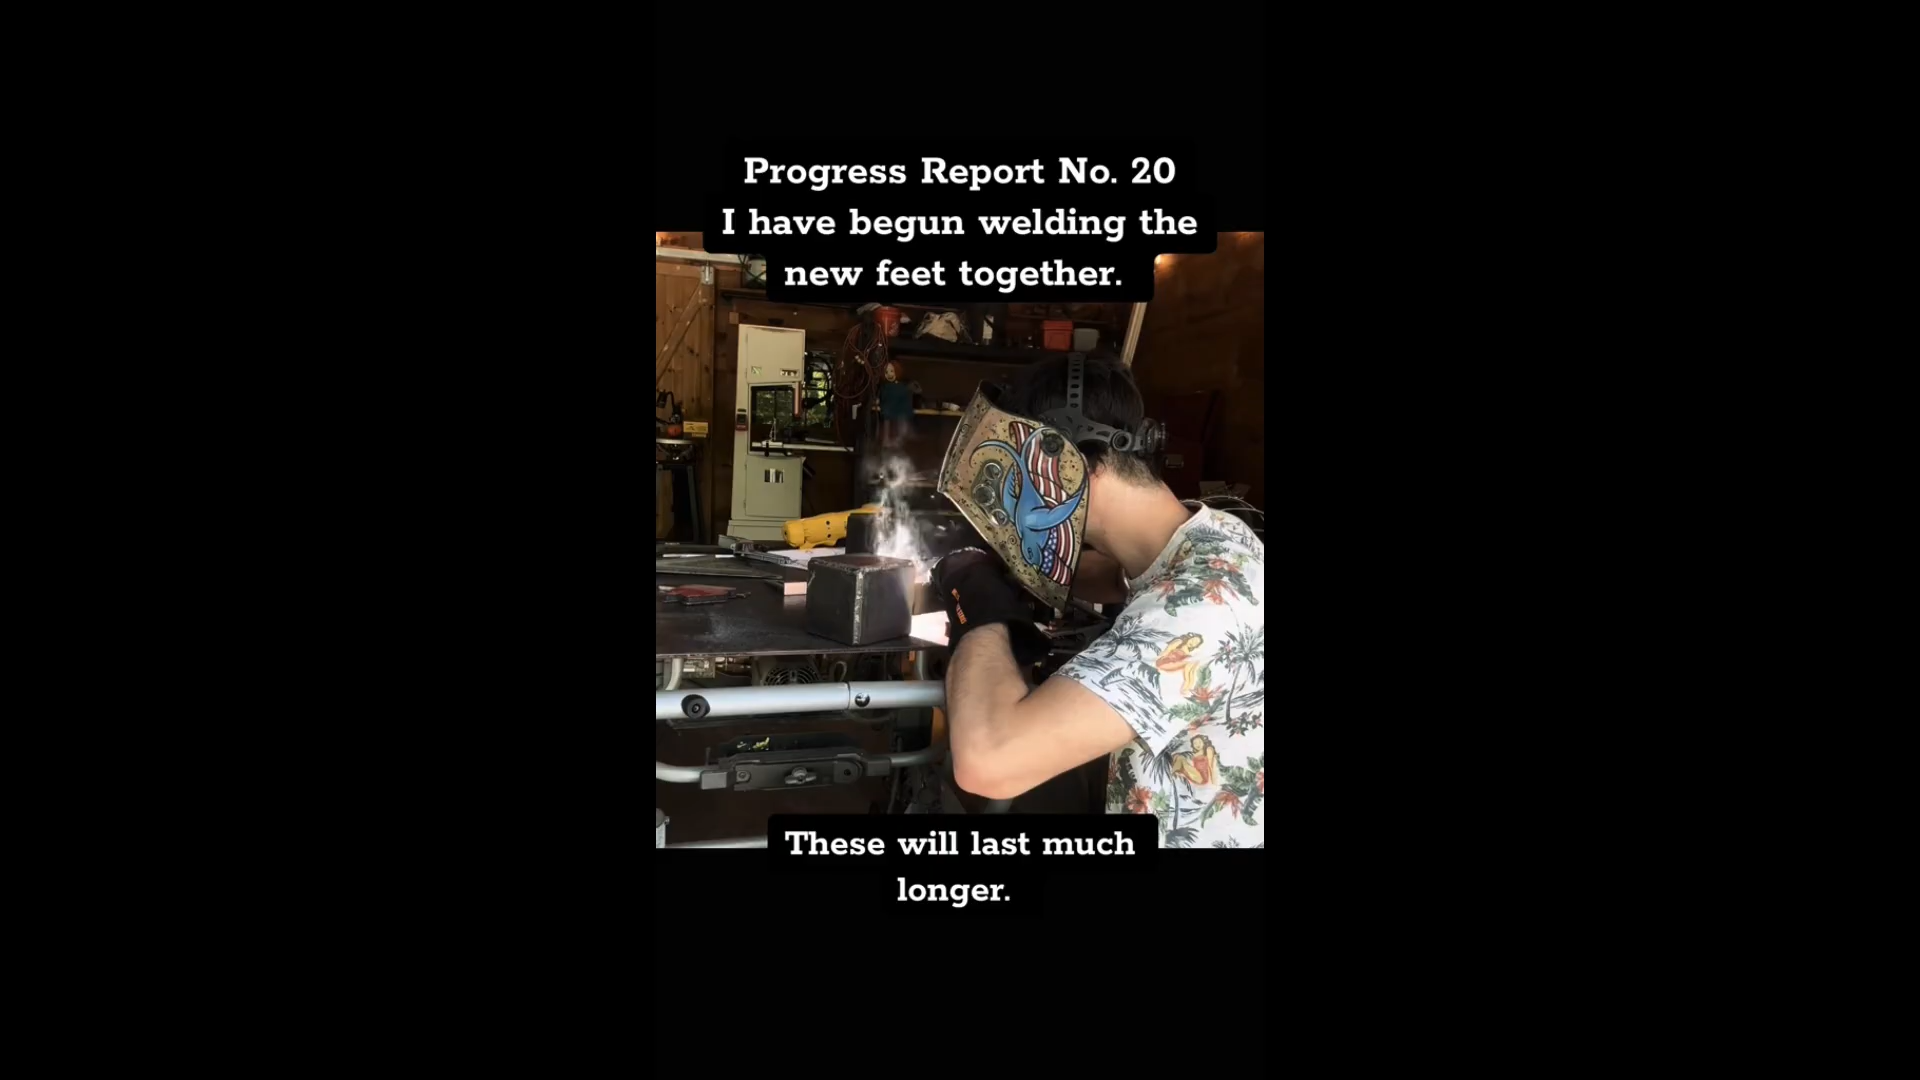 Progress Report No. 20
I have begun welding the
new feet together.
These will last much
longer.